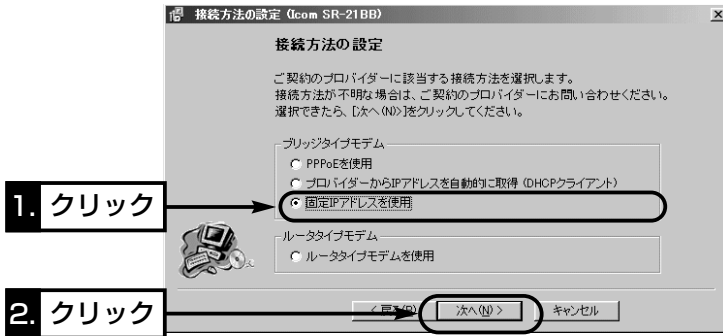 接続方法の設定 (Icom SR-21BB)
接続方法の設定
ご契約のプロバイダーに該当する接続方法を選択します。
接続方法が不明な場合は、ご契約のプロバイダーにお問い合わせください。
選択できたら、[次へ(N)>]をクリックしてください。
ブリッジタイプモデム
PPPoEを使用
プロバイダーからIPアドレスを自動的に取得 (DHCPクライアント)
1. クリック
固定IPアドレスを使用
ルータタイプモデム
ルータタイプモデムを使用
2. クリック
< 戻る(B) 次へ(N) > キャンセル